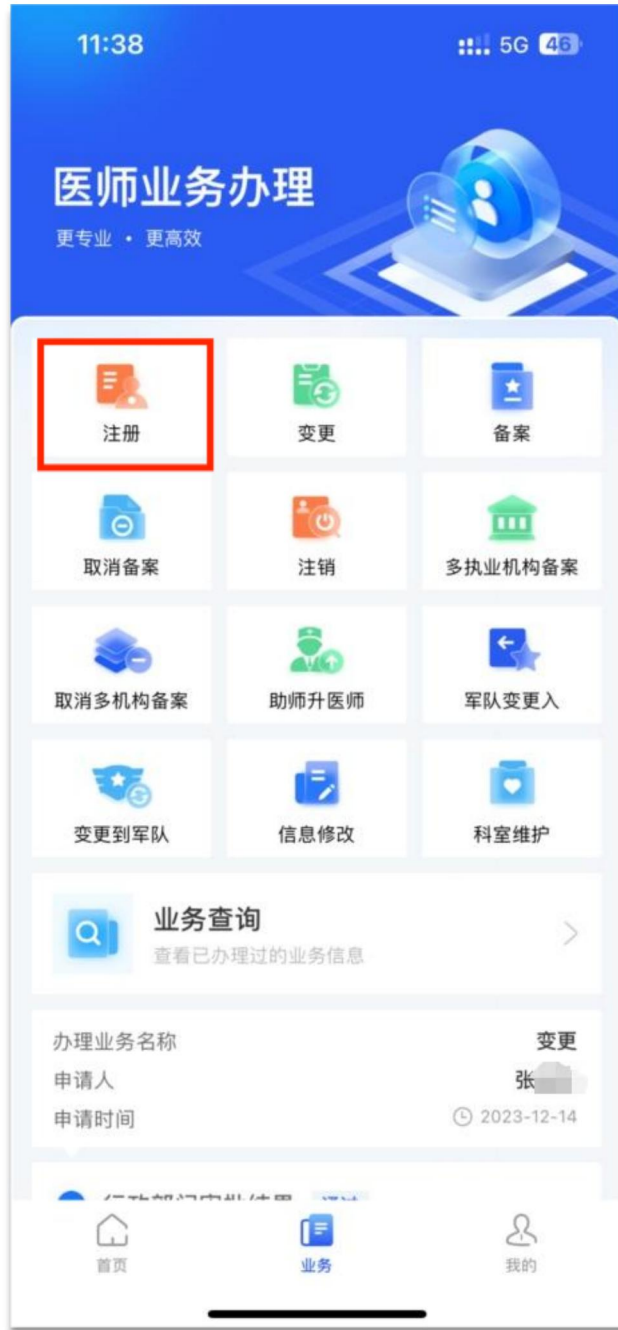 11:38 5G 46
医师业务办理
更专业 • 更高效
注册 变更 备案
取消备案 注销 多执业机构备案
取消多机构备案 助师升医师 军队变更入
变更到军队 信息修改 科室维护
业务查询
查看已办理过的业务信息
办理业务名称 变更
申请人 张
申请时间 2023-12-14
首页 业务 我的